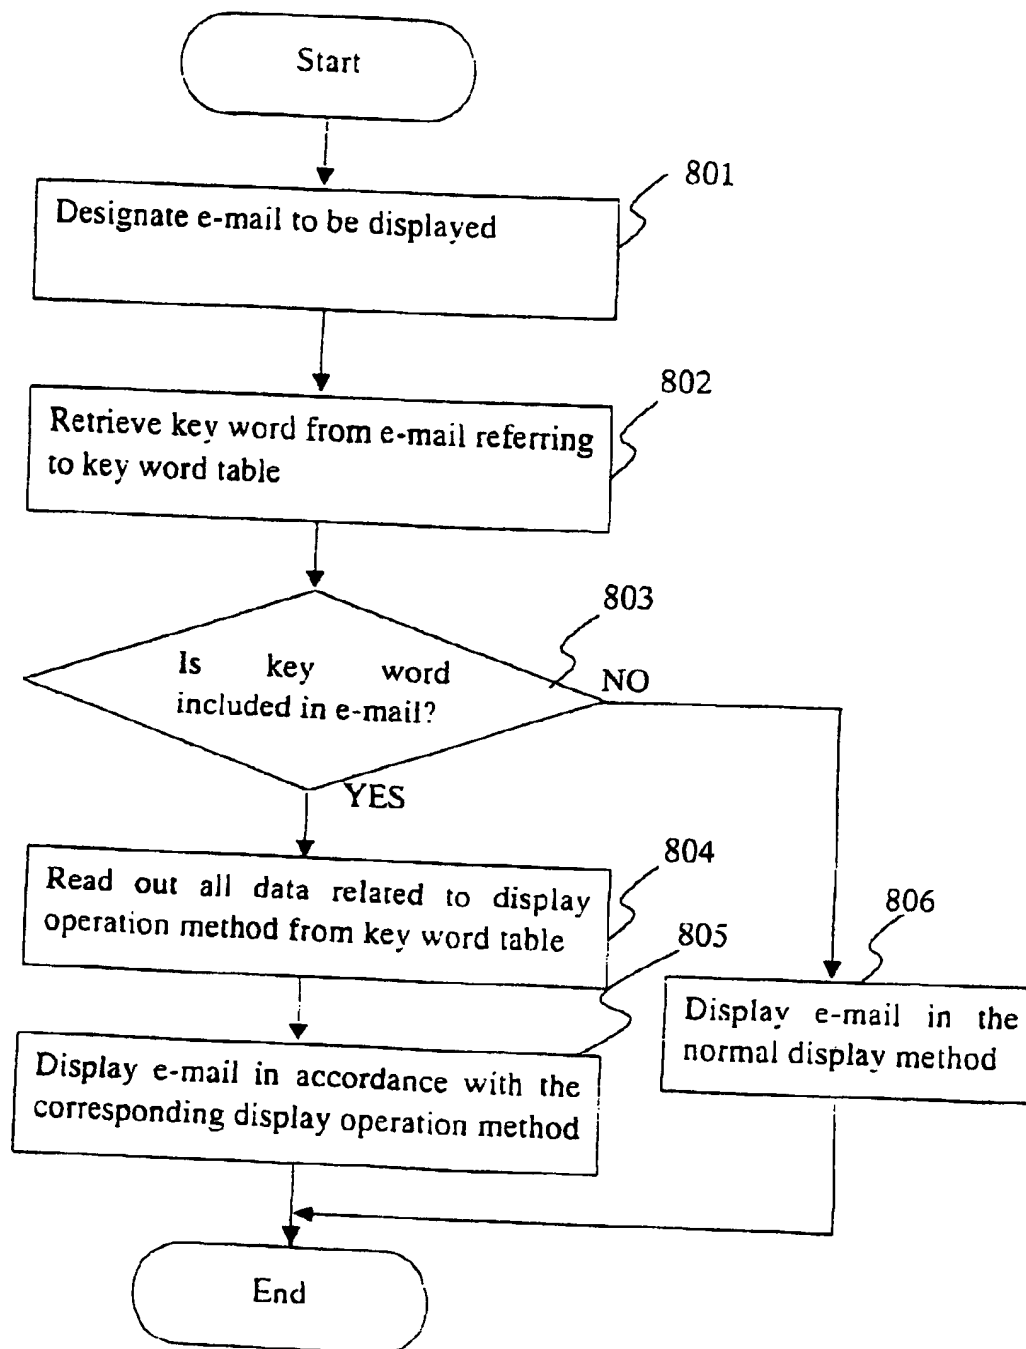 Start
801
Designate e-mail to be displayed
802
Retrieve key word from e-mail referring
to key word table
803
Is key word
included in e-mail?
NO
YES
804
Read out all data related to display
operation method from key word table
805
806
Display e-mail in the
normal display method
Display e-mail in accordance with the
corresponding display operation method
End